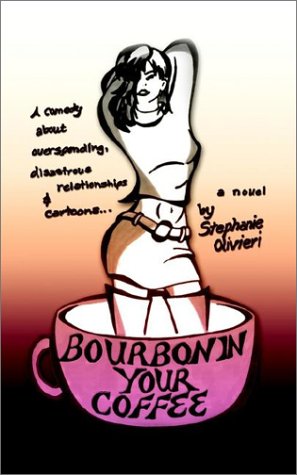 A comedy
about
overspending,
disastrous
relationships
& cartoons...
a novel
by
Stephanie
Olivieri
BOURBON IN
YOUR
COFFEE